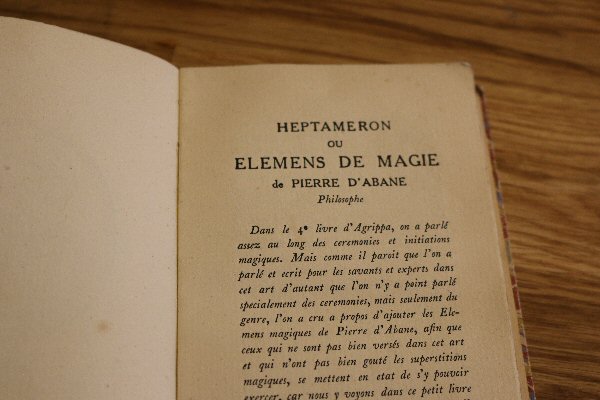 HEPTAMERON
OU
ELEMENS DE MAGIE
de PIERRE D'ABANE
Philosophe
Dans le 4e livre d'Agrippa, on a parlé
assez au long des ceremonies et initiations
magiques. Mais comme il paroit que l'on a
parlé et ecrit pour les savants et experts dans
cet art d'autant que l'on n'y a point parlé
specialement des ceremonies, mais seulement du
genre, l'on a cru a propos d'ajouter les Ele-
mens magiques de Pierre d'Abane, afin que
ceux qui ne sont pas bien versés dans cet art
et qui n'ont pas bien gouté les superstitions
magiques, se mettent en etat de s'y pouvoir
exercer, car nous y voyons dans ce petit livre